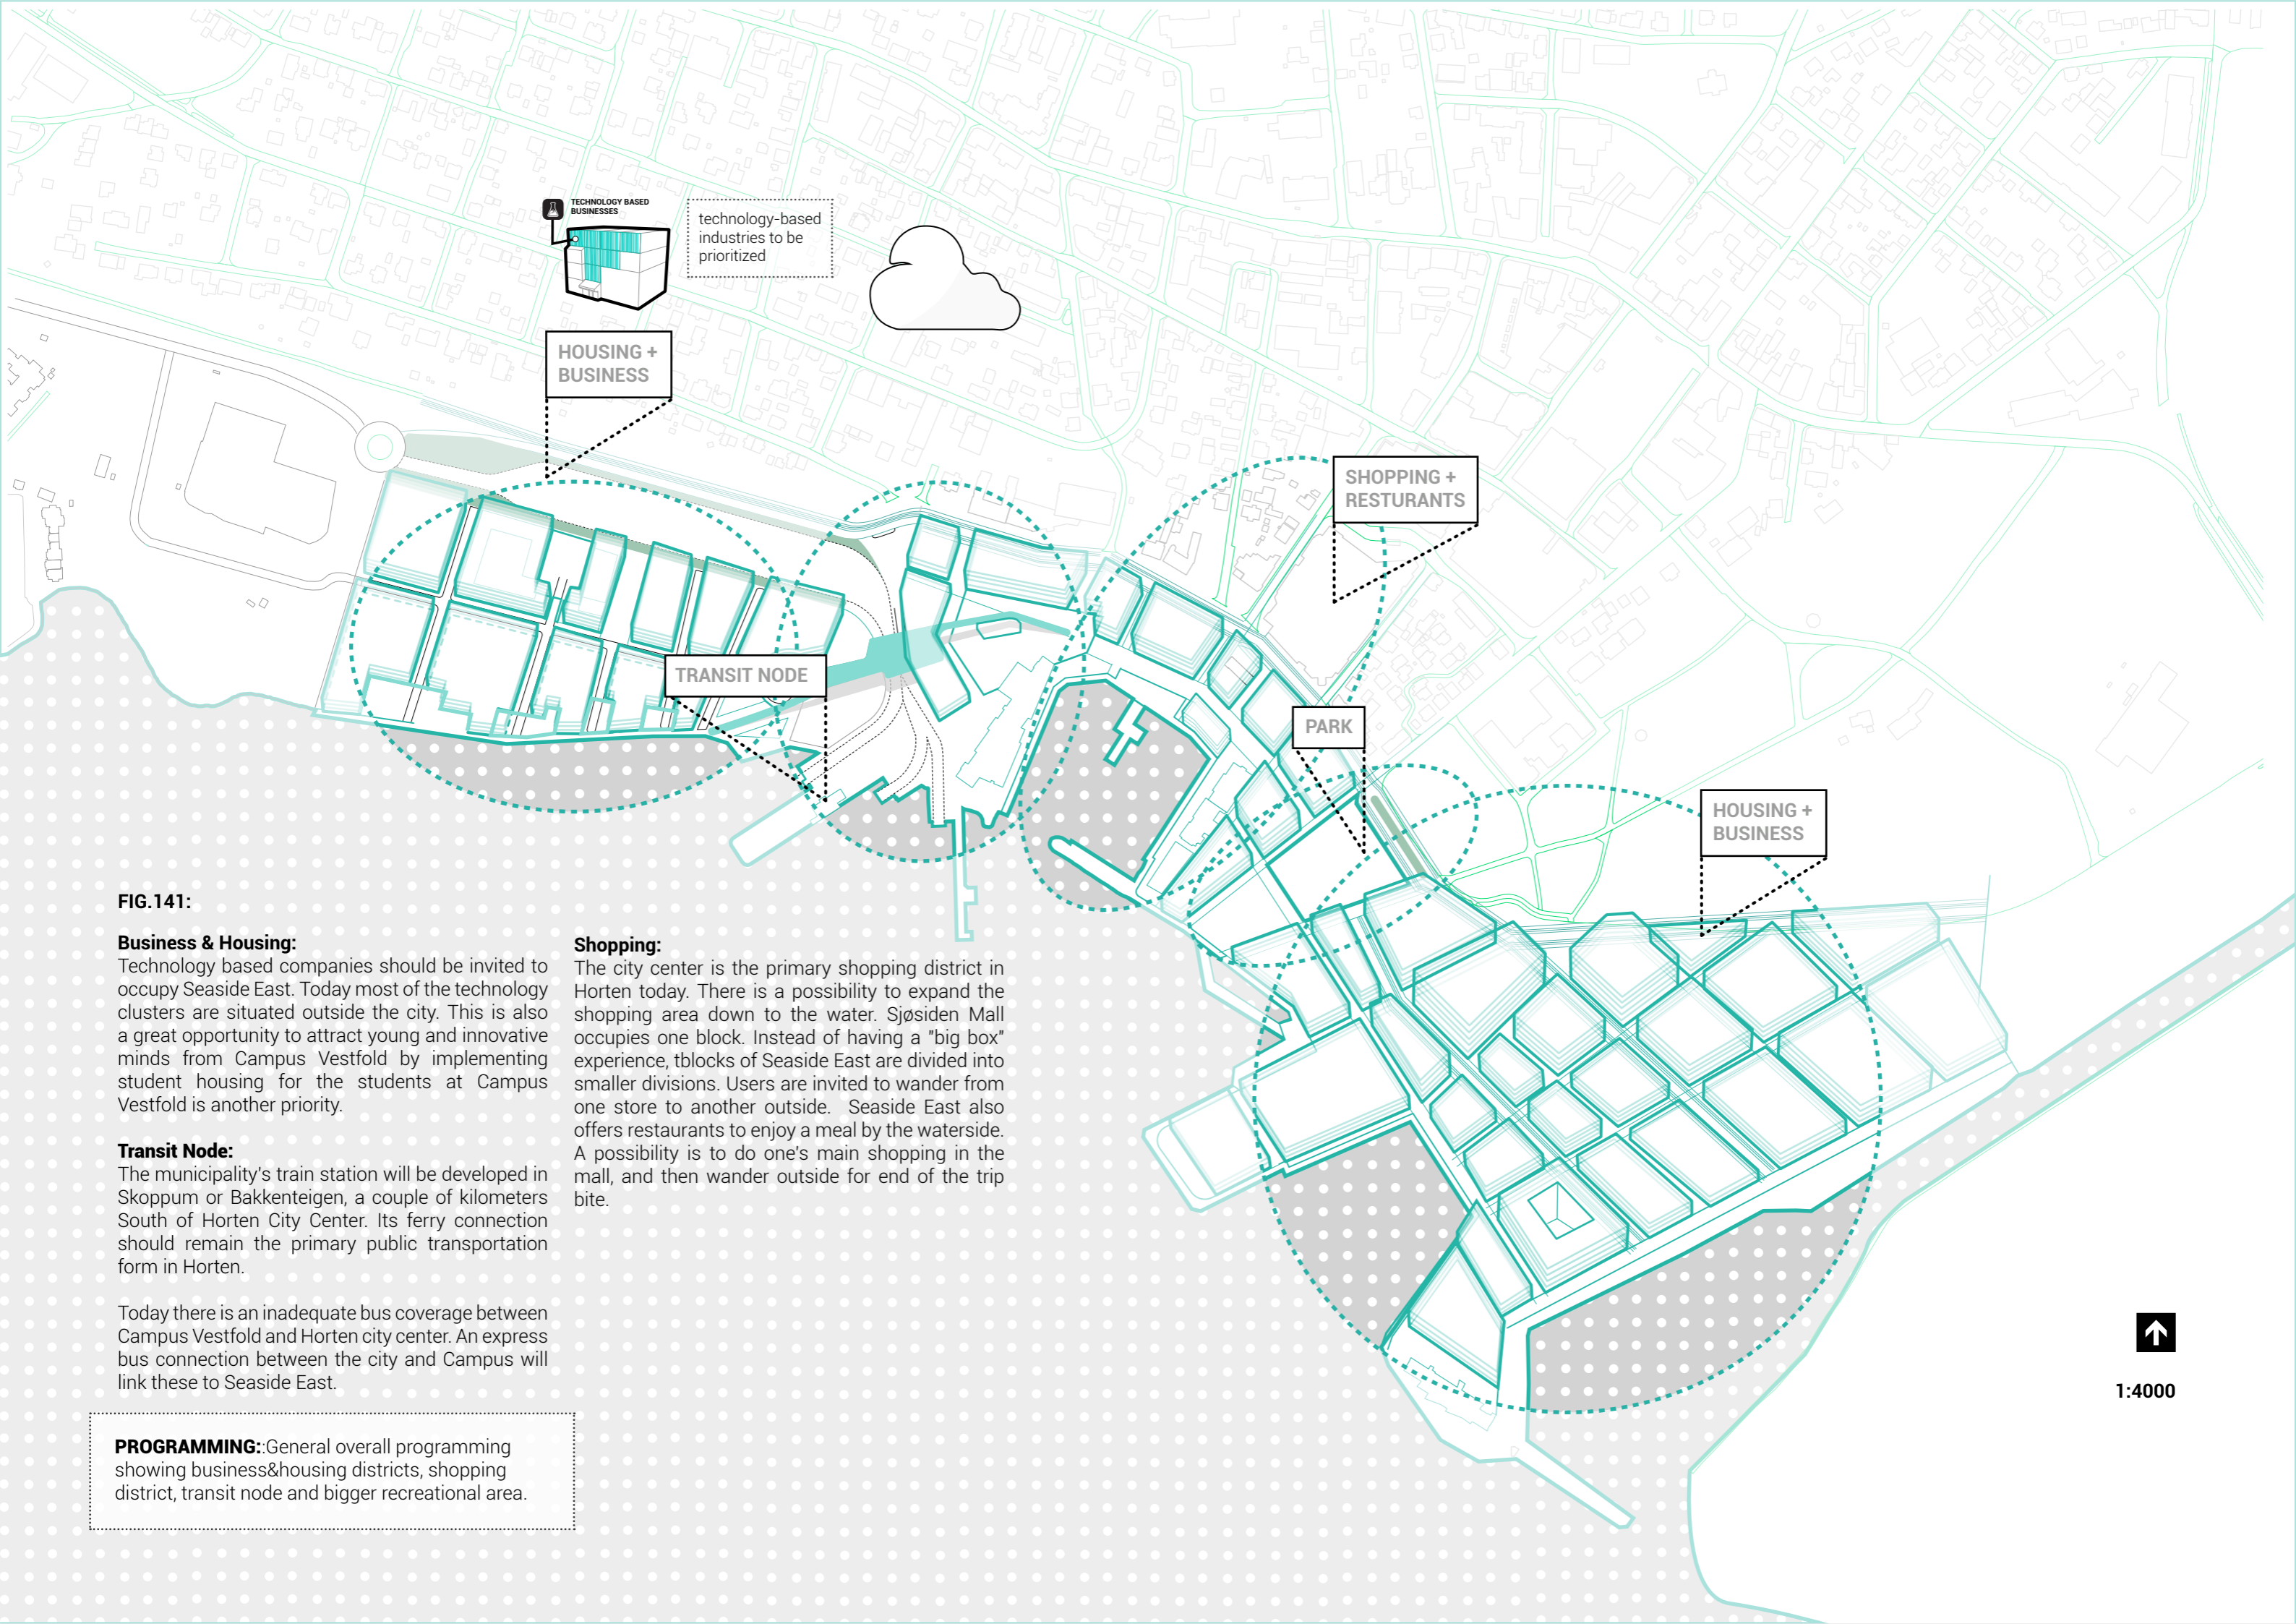 TECHNOLOGY BASED
BUSINESSES
technology-based
industries to be
prioritized
HOUSING +
BUSINESS
SHOPPING +
RESTURANTS
TRANSIT NODE
PARK
HOUSING +
BUSINESS
FIG.141:
Business & Housing:
Technology based companies should be invited to
occupy Seaside East. Today most of the technology
clusters are situated outside the city. This is also
a great opportunity to attract young and innovative
minds from Campus Vestfold by implementing
student housing for the students at Campus
Vestfold is another priority.
Transit Node:
The municipality's train station will be developed in
Skoppum or Bakkenteigen, a couple of kilometers
South of Horten City Center. Its ferry connection
should remain the primary public transportation
form in Horten.
Today there is an inadequate bus coverage between
Campus Vestfold and Horten city center. An express
bus connection between the city and Campus will
link these to Seaside East.
Shopping:
The city center is the primary shopping district in
Horten today. There is a possibility to expand the
shopping area down to the water. Sjøsiden Mall
occupies one block. Instead of having a "big box"
experience, tblocks of Seaside East are divided into
smaller divisions. Users are invited to wander from
one store to another outside. Seaside East also
offers restaurants to enjoy a meal by the waterside.
A possibility is to do one's main shopping in the
mall, and then wander outside for end of the trip
bite.
PROGRAMMING::General overall programming
showing business&housing districts, shopping
district, transit node and bigger recreational area.
1:4000